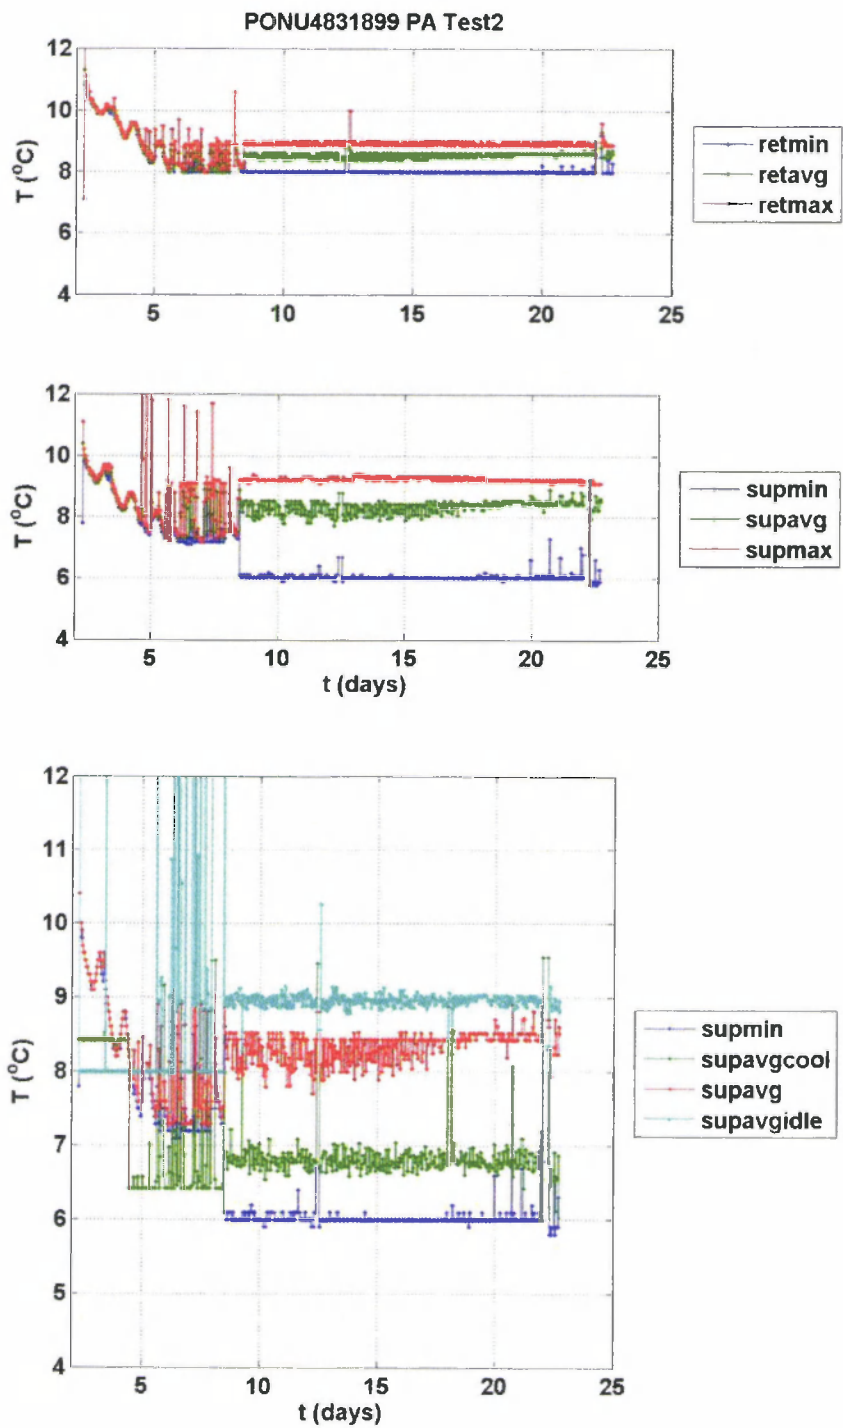 PONU4831899 PA Test2
12
10
8
6
4
T (°C)
5
10
15
20
25
retmin
retavg
retmax
12
10
8
6
4
T (°C)
5
10
15
20
25
t (days)
supmin
supavg
supmax
12
11
10
9
8
7
6
5
4
T (°C)
5
10
15
20
25
t (days)
supmin
supavgcool
supavg
supavgidle